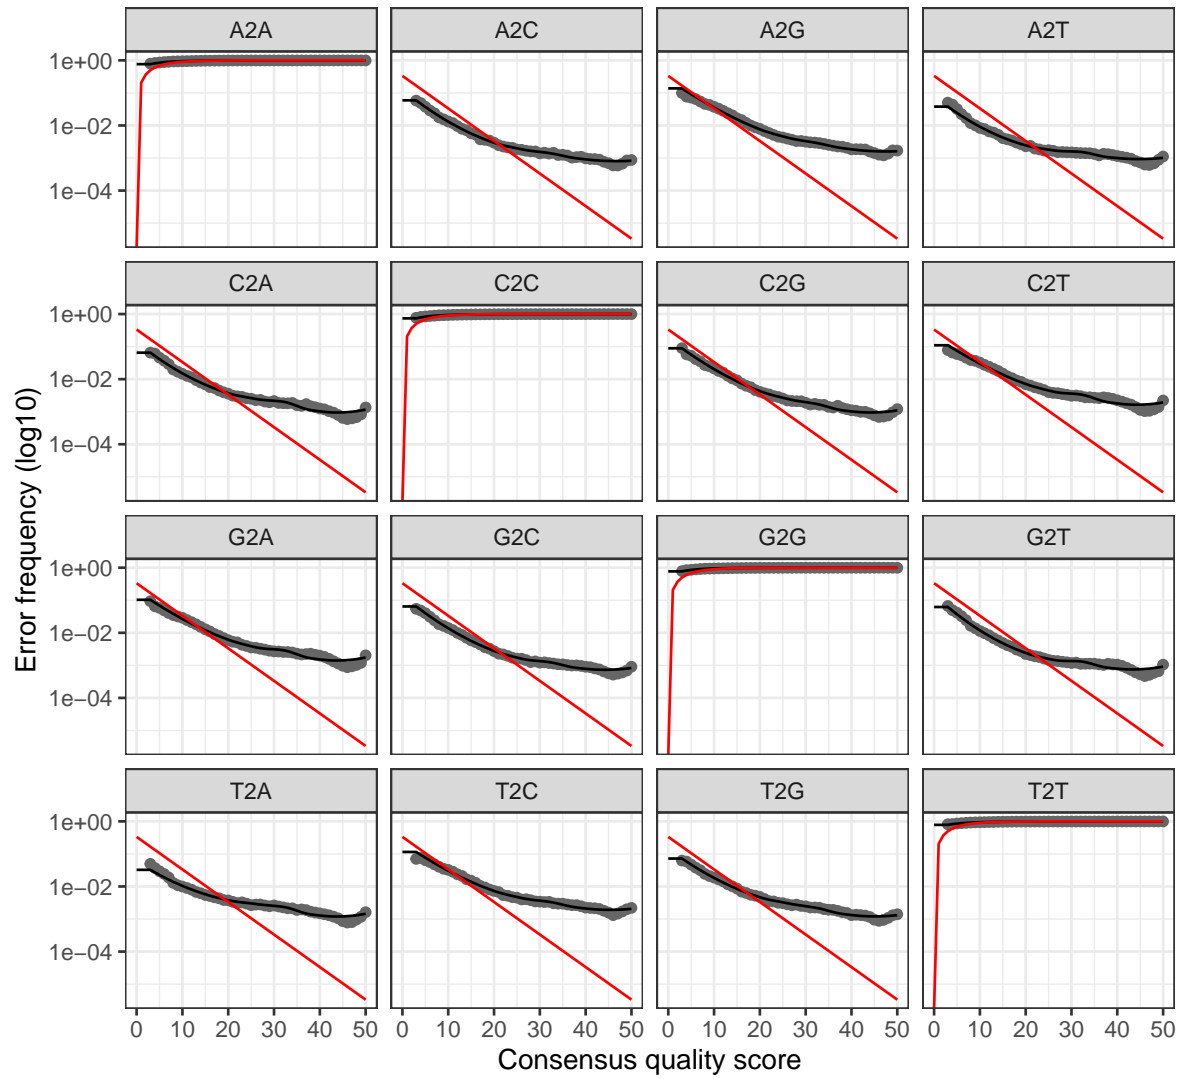 A2A A2C A2G A2T
1e+00
1e−02
1e−04
C2A C2C C2G C2T
1e+00
1e−02
1e−04
G2A G2C G2G G2T
1e+00
1e−02
1e−04
T2A T2C T2G T2T
1e+00
1e−02
1e−04
0 10 20 30 40 50 0 10 20 30 40 50 0 10 20 30 40 50 0 10 20 30 40 50
Consensus quality score
Error frequency (log10)